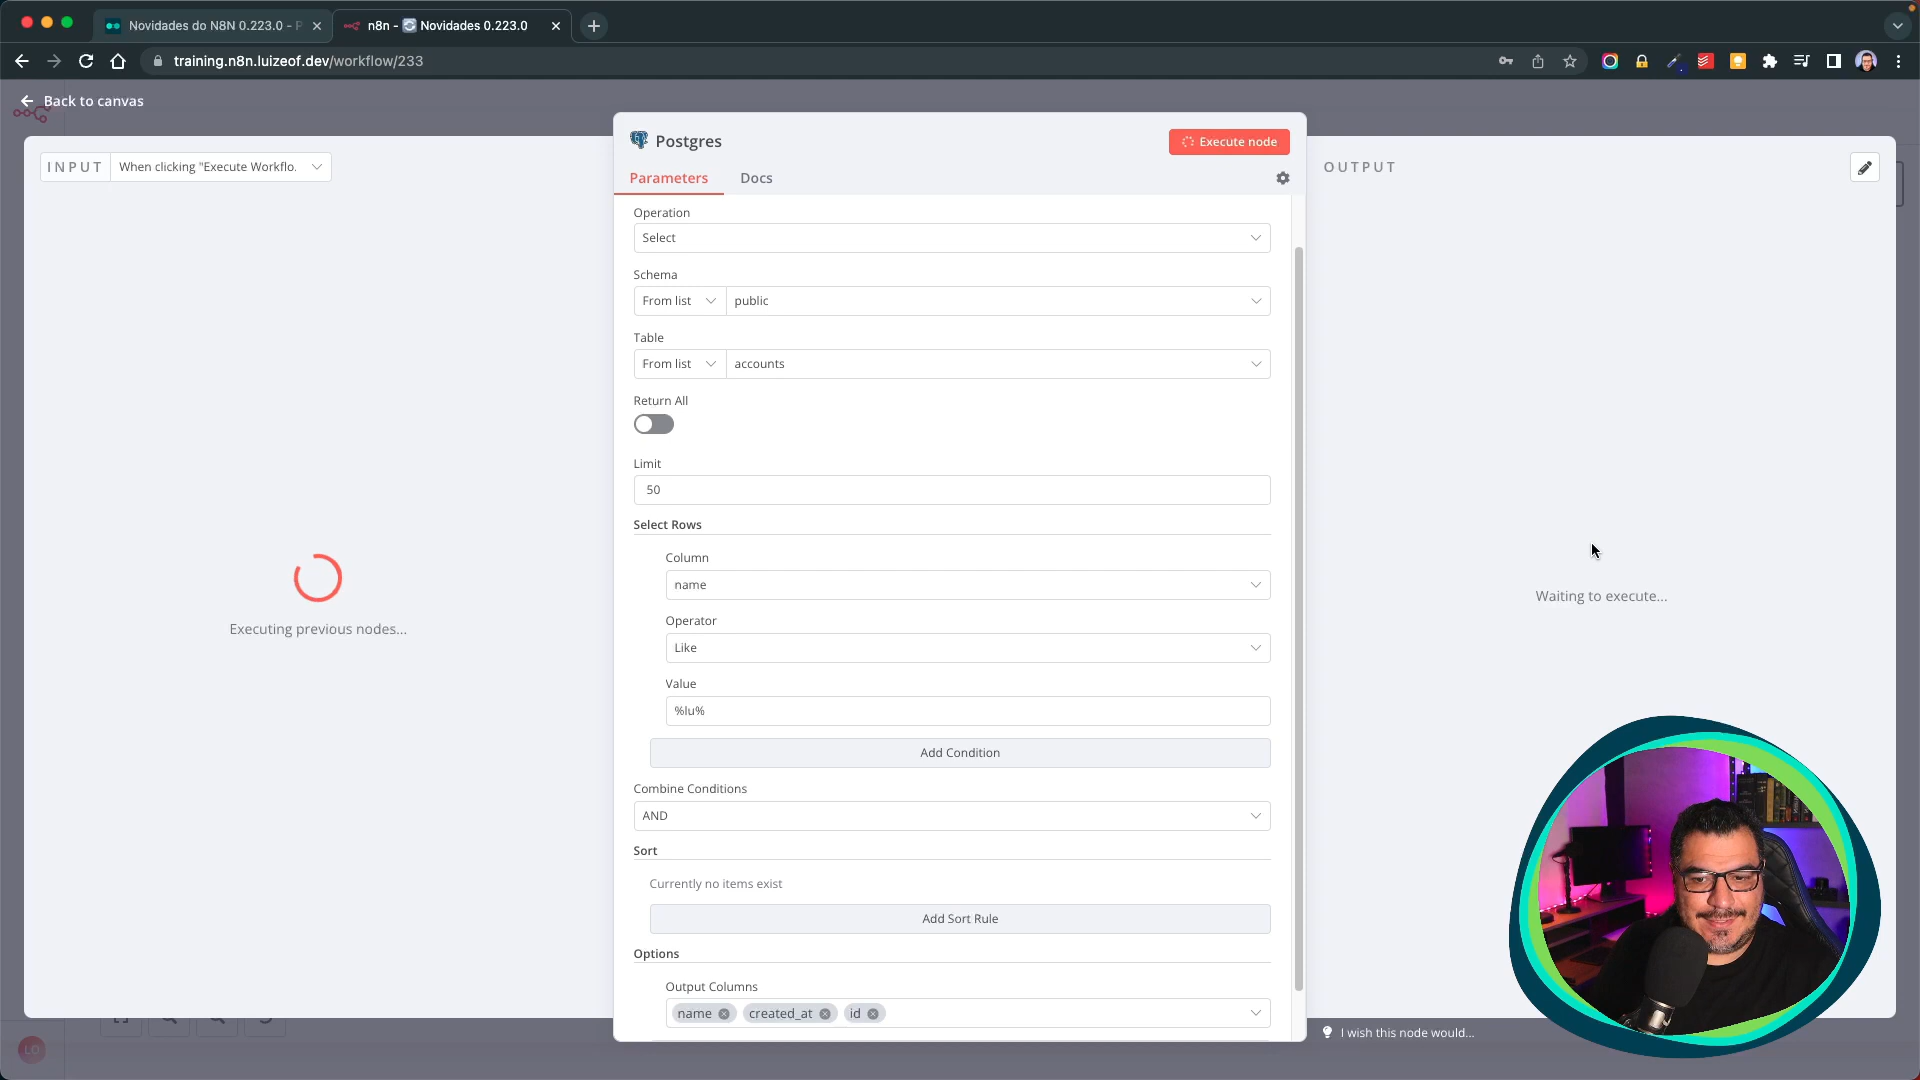 Novidades do N8N 0.223.0 - P
n8n - Novidades 0.223.0
training.n8n.luizeof.dev/workflow/233
Back to canvas
INPUT
When clicking "Execute Workflo.
Postgres
Execute node
Parameters
Docs
OUTPUT
Operation
Select
Schema
From list
public
Table
From list
accounts
Return All
Limit
50
Select Rows
Column
name
Operator
Like
Value
%lu%
Add Condition
Combine Conditions
AND
Sort
Currently no items exist
Add Sort Rule
Options
Output Columns
name
created_at
id
Executing previous nodes...
Waiting to execute...
I wish this node would...
LO